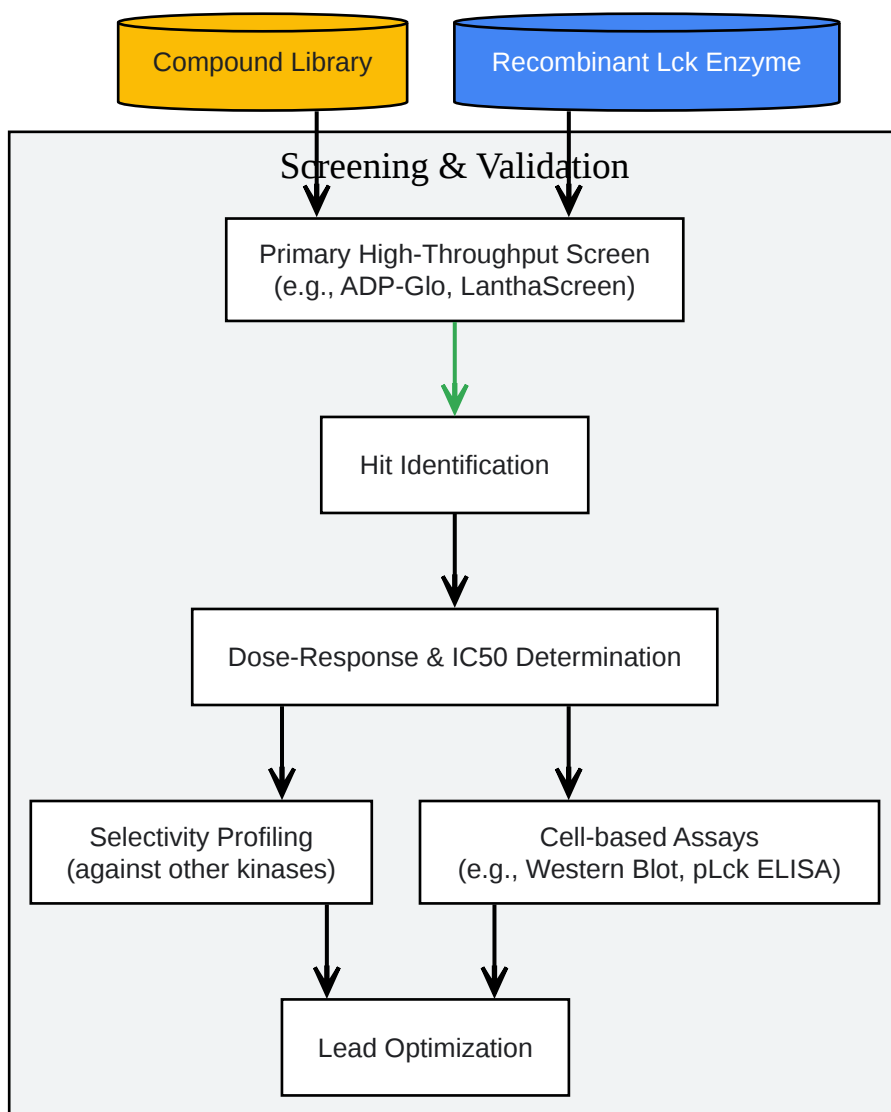 Compound Library
Recombinant Lck Enzyme
Screening & Validation
Primary High-Throughput Screen
(e.g., ADP-Glo, LanthaScreen)
Hit Identification
Dose-Response & IC50 Determination
Selectivity Profiling
(against other kinases)
Cell-based Assays
(e.g., Western Blot, pLck ELISA)
Lead Optimization